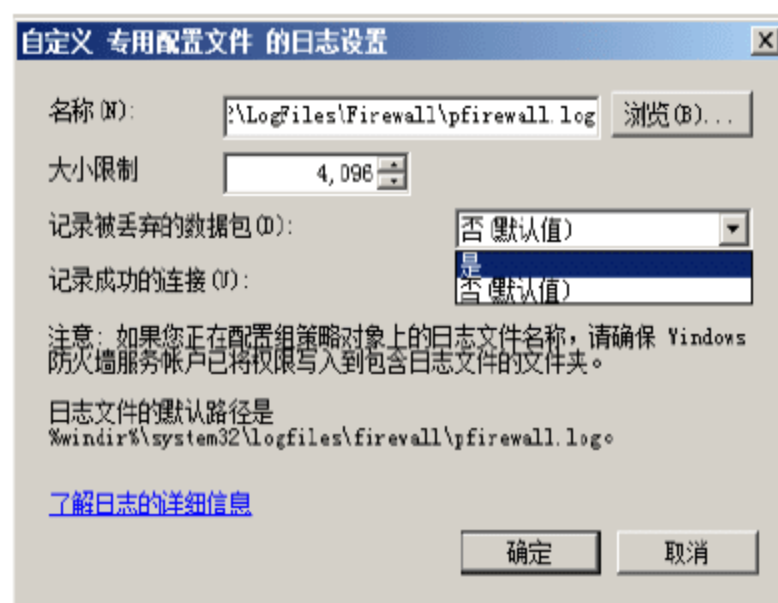 自定义 专用配置文件 的日志设置
名称(N): 2\LogFiles\Firewall\pfirewall.log 浏览(B)...
大小限制 4,096
记录被丢弃的数据包(D): 否(默认值)
是
记录成功的连接(U): 否(默认值)
注意: 如果您正在配置组策略对象上的日志文件名称，请确保 Windows
防火墙服务帐户已将权限写入到包含日志文件的文件夹。
日志文件的默认路径是
%windir%\system32\logfiles\firewall\pfirewall.log。
了解日志的详细信息
确定 取消